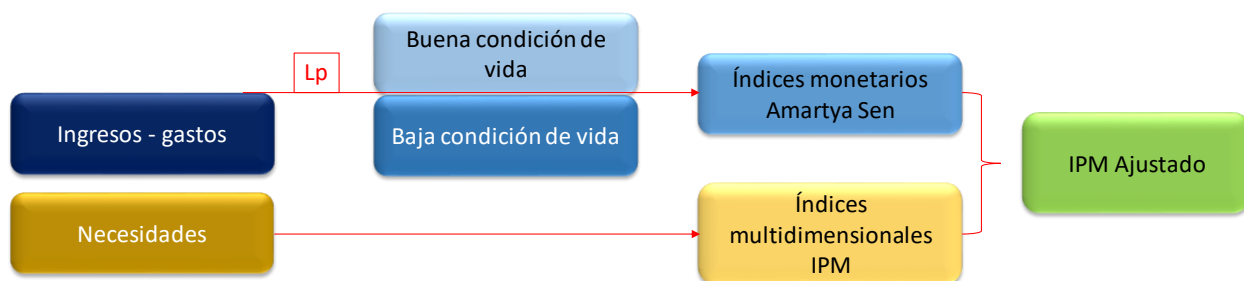 Buena condición de
vida
Lp
Índices monetarios
Amartya Sen
Ingresos - gastos
Baja condición de vida
IPM Ajustado
Necesidades
Índices
multidimensionales
IPM